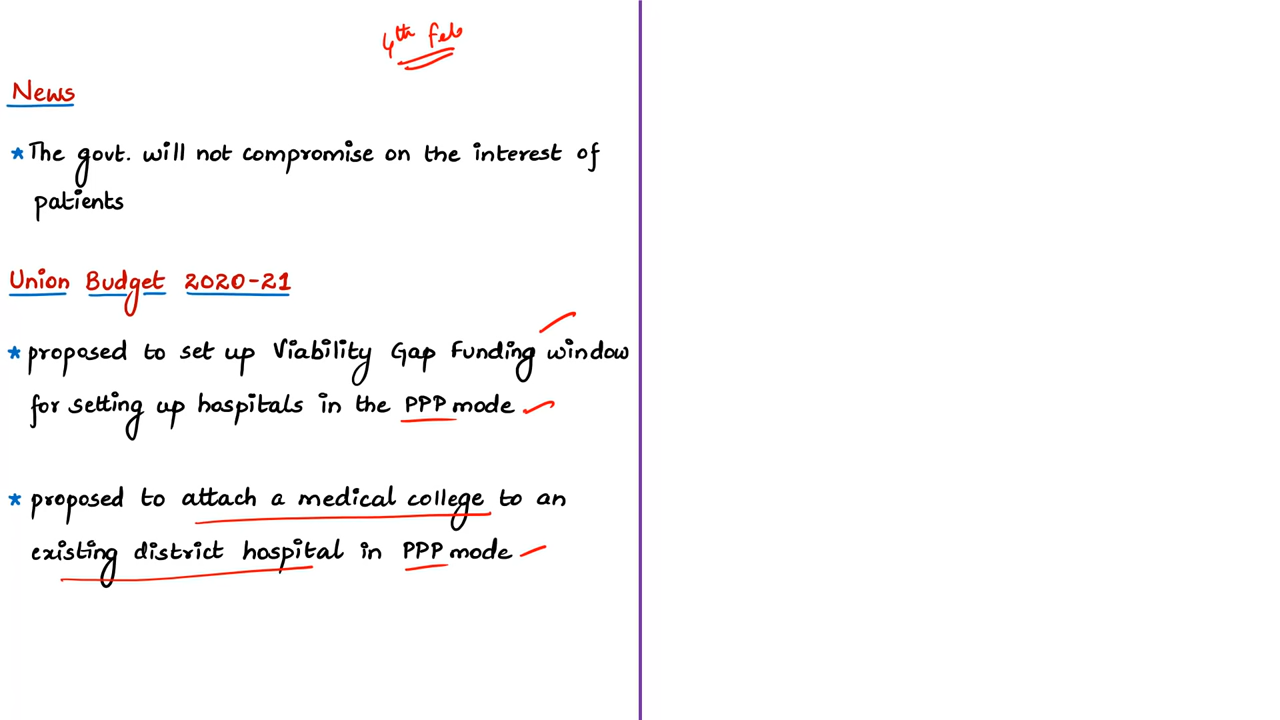 4th Feb
News
* The govt. will not compromise on the interest of
patients
Union Budget 2020-21
* proposed to set up Viability Gap Funding window
for setting up hospitals in the PPP mode
* proposed to attach a medical college to an
existing district hospital in PPP mode